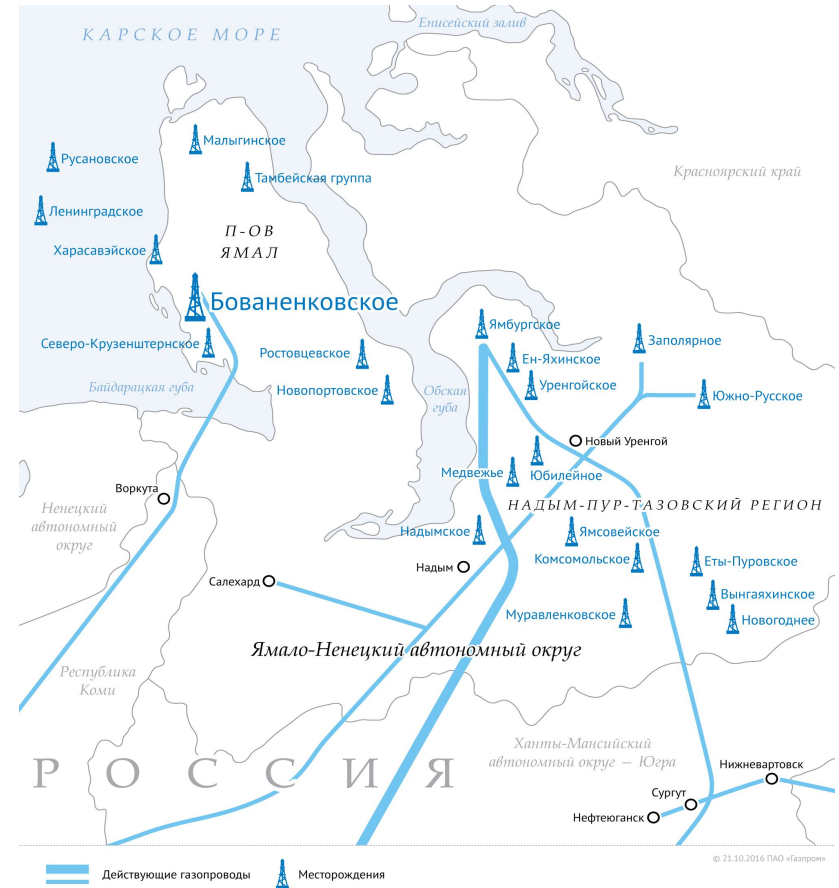 Енисейский залив
КАРСКОЕ МОРЕ
Малыгинское
Русановское
Красноярский край
Тамбейская группа
Ленинградское
П-ОВ
ЯМАЛ
Харасавэйское
Бованенковское
Ямбургское
Северо-Крузенштернское
Заполярное
Ростовцевское
Ен-Яхинское
Байдарацкая губа
Новопортовское
Обская
губа
Уренгойское
Южно-Русское
Новый Уренгой
Медвежье
Юбилейное
Воркута
НАДЫМ-ПУР-ТАЗОВСКИЙ РЕГИОН
Ненецкий
автономный
округ
Надымское
Ямсовейское
Комсомольское
Еты-Пуровское
Надым
Салехард
Вынгаяхинское
Муравленковское
Новогоднее
Ямало-Ненецкий автономный округ
Республика
Коми
Ханты-Мансийский
автономный округ – Югра
РОССИЯ
Нижневартовск
Сургут
Нефтеюганск
© 21.10.2016 ПАО «Газпром»
Действующие газопроводы
Месторождения